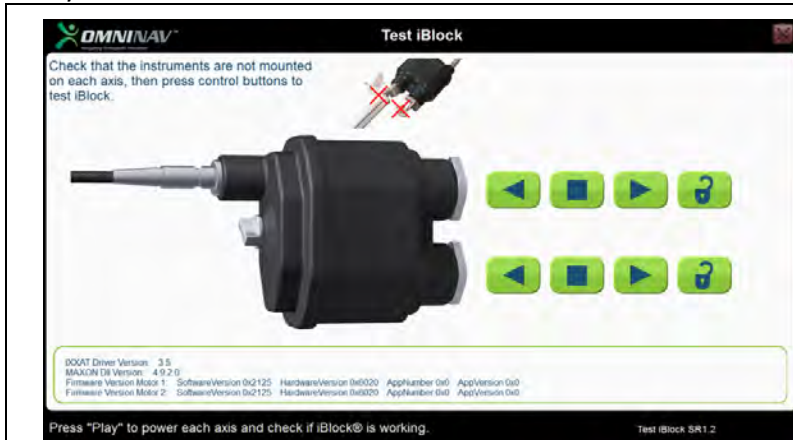 OMNINAV™
Test iBlock
Check that the instruments are not mounted
on each axis, then press control buttons to
test iBlock.
IXXAT Driver Version: 3.5
MAXON Dll Version: 4.9.2.0
Firmware Version Motor 1: SoftwareVersion 0x2125 HardwareVersion 0x6020 AppNumber 0x0 AppVersion 0x0
Firmware Version Motor 2: SoftwareVersion 0x2125 HardwareVersion 0x6020 AppNumber 0x0 AppVersion 0x0
Press "Play" to power each axis and check if iBlock® is working.
Test iBlock SR1.2